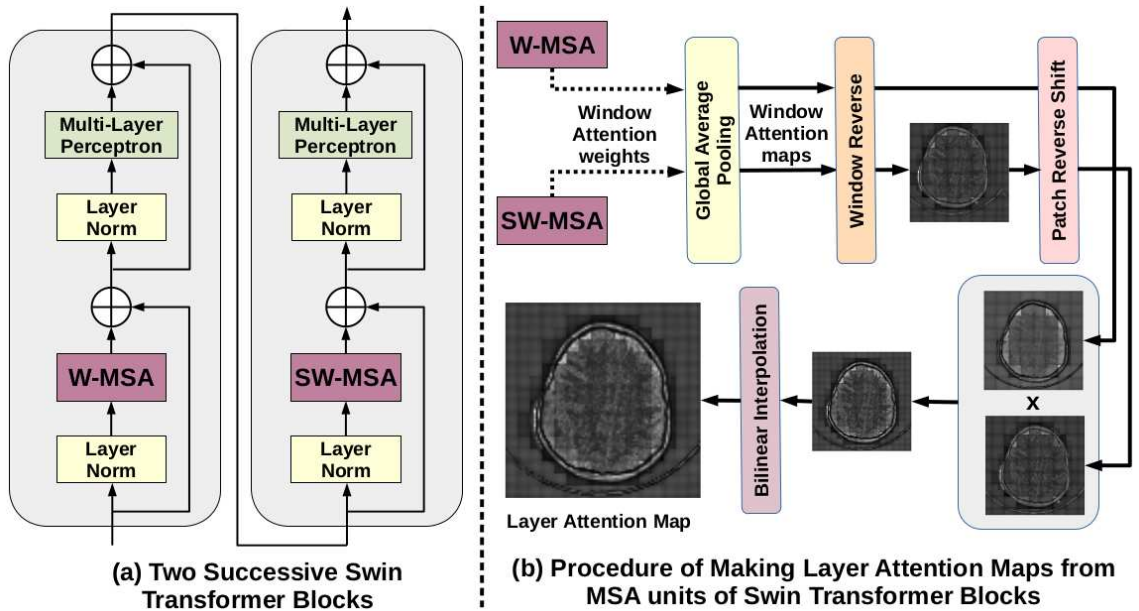 Multi-Layer
Perceptron
Layer
Norm
W-MSA
Layer
Norm
Multi-Layer
Perceptron
Layer
Norm
SW-MSA
Layer
Norm
(a) Two Successive Swin
Transformer Blocks
W-MSA
SW-MSA
Window
Attention
weights
Global Average
Pooling
Window
Attention
maps
Window Reverse
Patch Reverse Shift
X
Bilinear Interpolation
Layer Attention Map
(b) Procedure of Making Layer Attention Maps from
MSA units of Swin Transformer Blocks